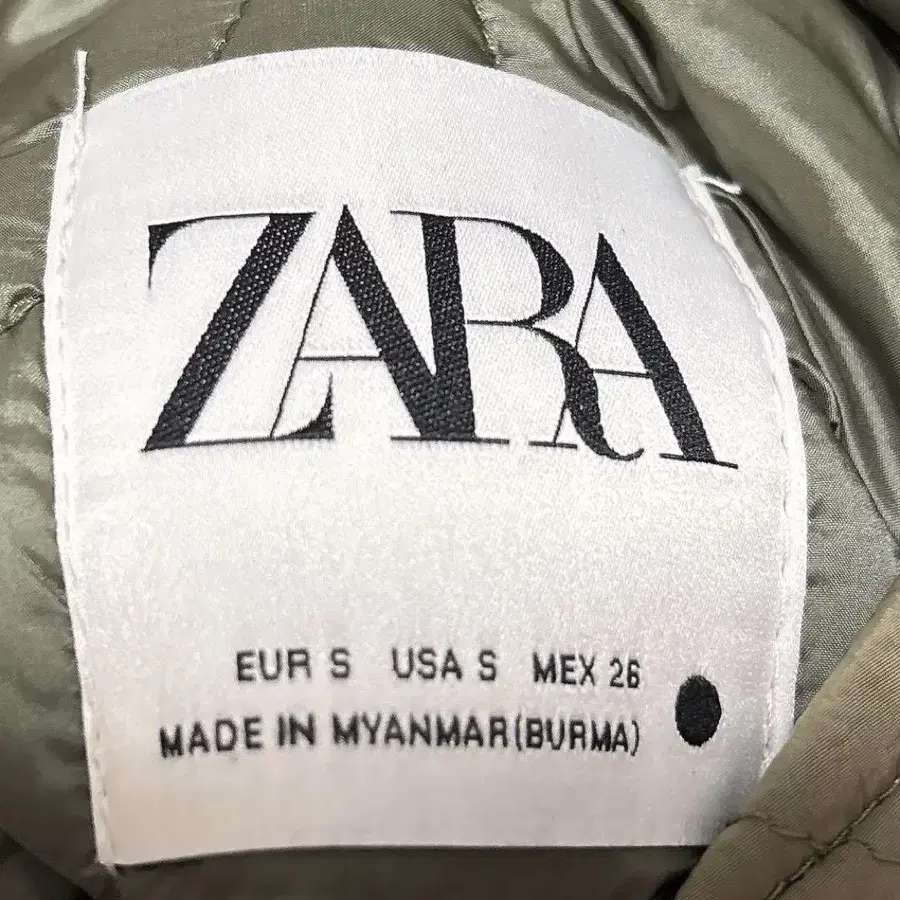 ZARA
EUR S USA S MEX 26
MADE IN MYANMAR(BURMA)